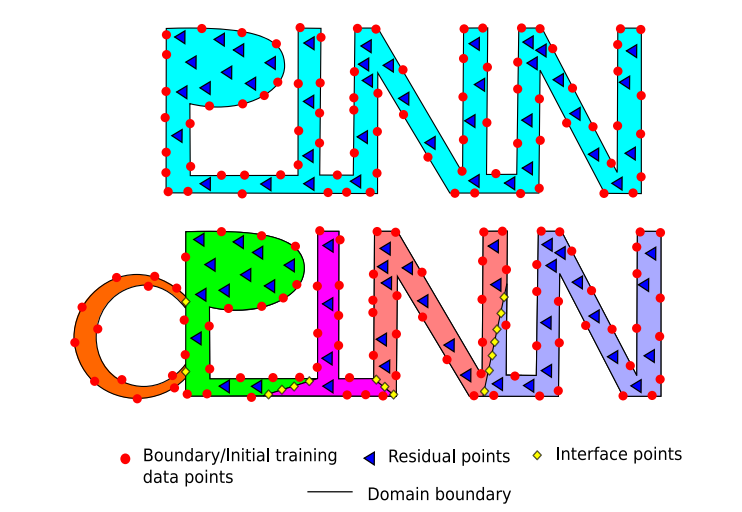 PINN
CPINN
Boundary/Initial training
data points
Residual points
Interface points
Domain boundary